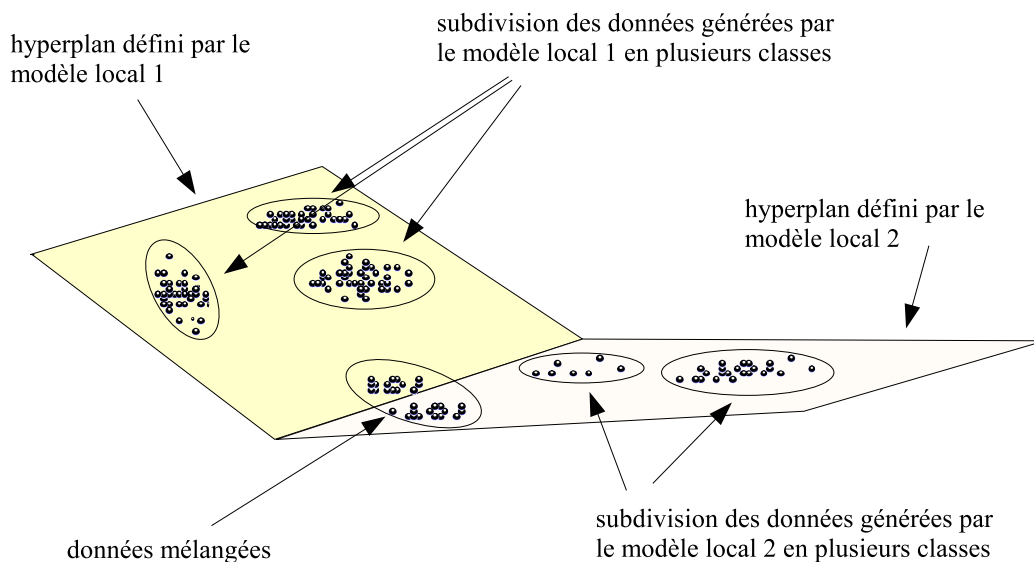 subdivision des données générées par
le modèle local 1 en plusieurs classes
hyperplan défini par le
modèle local 1
hyperplan défini par le
modèle local 2
subdivision des données générées par
le modèle local 2 en plusieurs classes
données mélangées